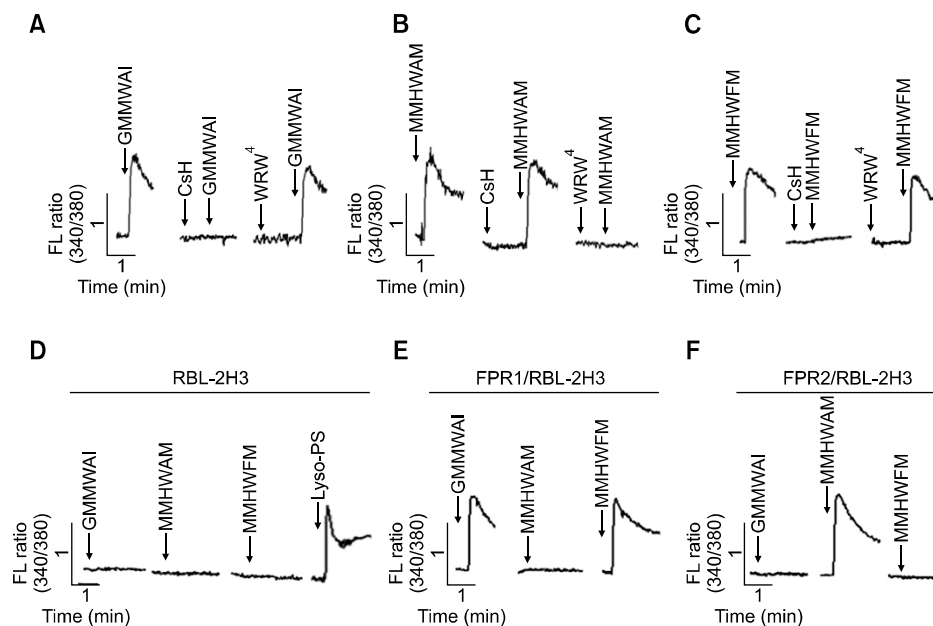 A
GMMWAI
CsH
GMMWAI
WRW4
GMMWAI
FL ratio
(340/380)
1
1
Time (min)
B
MMHWAM
CsH
MMHWAM
WRW4
MMHWAM
FL ratio
(340/380)
1
1
Time (min)
C
MMHWFM
CsH
MMHWFM
WRW4
MMHWFM
FL ratio
(340/380)
1
1
Time (min)
D
RBL-2H3
GMMWAI
MMHWAM
MMHWFM
Lyso-PS
FL ratio
(340/380)
1
1
Time (min)
E
FPR1/RBL-2H3
GMMWAI
MMHWAM
MMHWFM
FL ratio
(340/380)
1
1
Time (min)
F
FPR2/RBL-2H3
GMMWAI
MMHWAM
MMHWFM
FL ratio
(340/380)
1
1
Time (min)